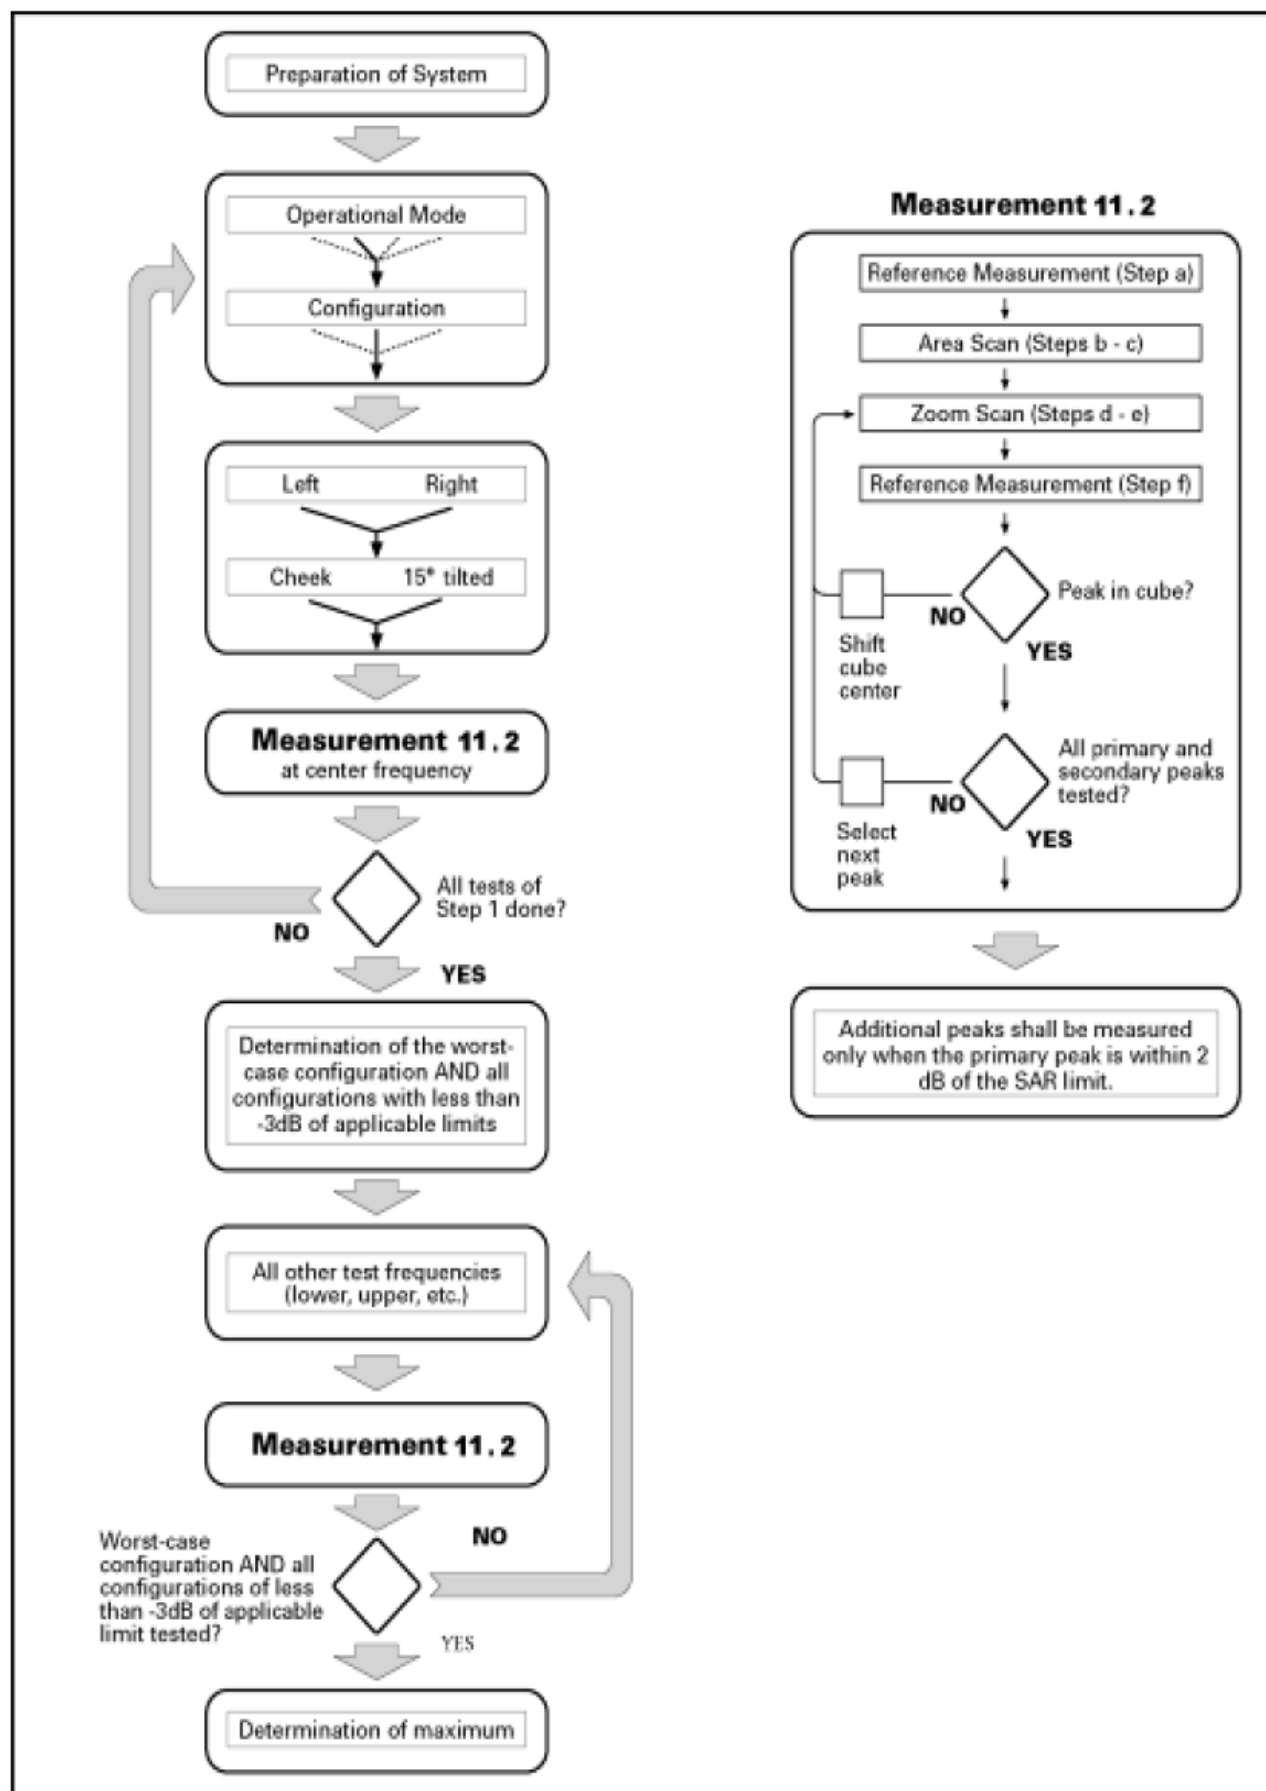 Preparation of System
Operational Mode
Configuration
Left Right
Cheek 15° tilted
Measurement 11.2
at center frequency
All tests of
Step 1 done?
NO
YES
Determination of the worst-
case configuration AND all
configurations with less than
-3dB of applicable limits
All other test frequencies
(lower, upper, etc.)
Measurement 11.2
NO
Worst-case
configuration AND all
configurations of less
than -3dB of applicable
limit tested?
YES
Determination of maximum
Measurement 11.2
Reference Measurement (Step a)
Area Scan (Steps b - c)
Zoom Scan (Steps d - e)
Reference Measurement (Step f)
Peak in cube?
NO
Shift
cube
center
YES
All primary and
secondary peaks
tested?
NO
Select
next
peak
YES
Additional peaks shall be measured
only when the primary peak is within 2
dB of the SAR limit.